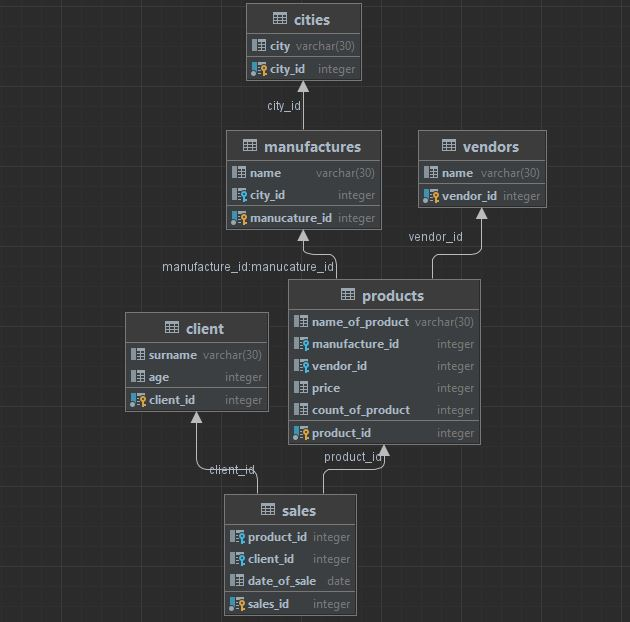 cities
city varchar(30)
city_id integer
city_id
manufactures
name varchar(30)
city_id integer
manucature_id integer
vendors
name varchar(30)
vendor_id integer
vendor_id
manufacture_id:manucature_id
products
name_of_product varchar(30)
manufacture_id integer
vendor_id integer
price integer
count_of_product integer
product_id integer
client
surname varchar(30)
age integer
client_id integer
client_id
product_id
sales
product_id integer
client_id integer
date_of_sale date
sales_id integer